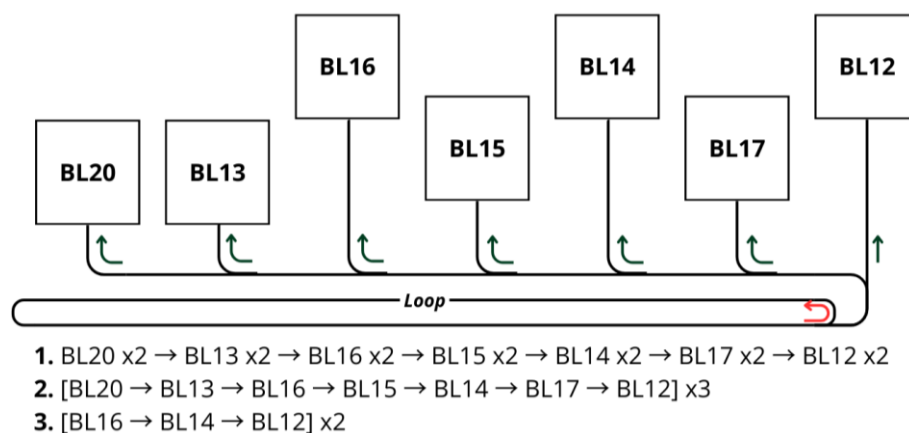 BL16
BL14
BL12
BL15
BL17
BL20
BL13
Loop
1. BL20 x2 → BL13 x2 → BL16 x2 → BL15 x2 → BL14 x2 → BL17 x2 → BL12 x2
2. [BL20 → BL13 → BL16 → BL15 → BL14 → BL17 → BL12] x3
3. [BL16 → BL14 → BL12] x2